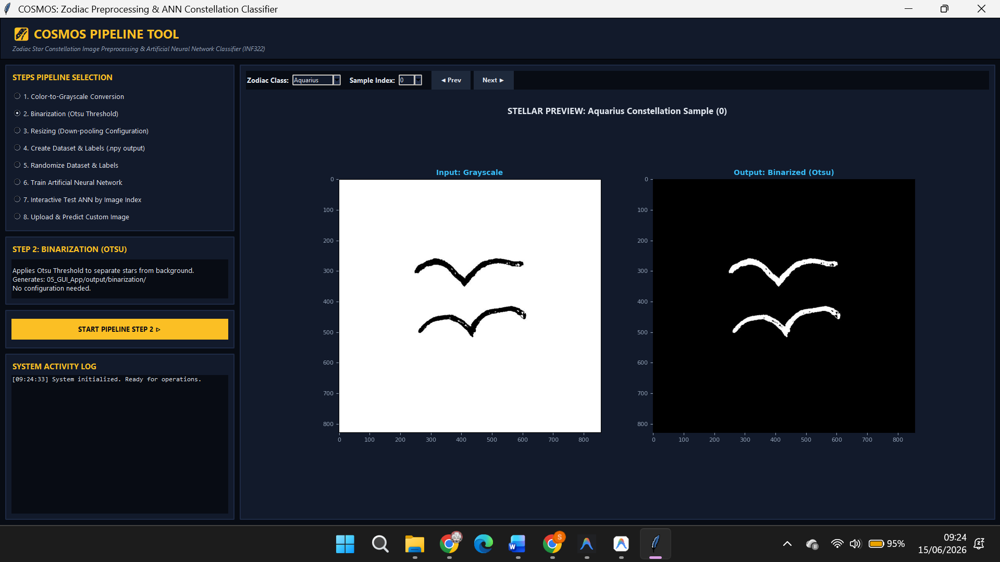 COSMOS: Zodiac Preprocessing & ANN Constellation Classifier
COSMOS PIPELINE TOOL
Zodiac Star Constellation Image Preprocessing & Artificial Neural Network Classifier (INF322)
STEPS PIPELINE SELECTION
1. Color-to-Grayscale Conversion
2. Binarization (Otsu Threshold)
3. Resizing (Down-pooling Configuration)
4. Create Dataset & Labels (.npy output)
5. Randomize Dataset & Labels
6. Train Artificial Neural Network
7. Interactive Test ANN by Image Index
8. Upload & Predict Custom Image
STEP 2: BINARIZATION (OTSU)
Applies Otsu Threshold to separate stars from background.
Generates: 05_GUI_App/output/binarization/
No configuration needed.
START PIPELINE STEP 2 ▷
SYSTEM ACTIVITY LOG
[09:24:33] System initialized. Ready for operations.
Zodiac Class: Aquarius Sample Index: 0 ◄ Prev Next ►
STELLAR PREVIEW: Aquarius Constellation Sample (0)
Input: Grayscale
0
100
200
300
400
500
600
700
800
0 100 200 300 400 500 600 700 800
Output: Binarized (Otsu)
0
100
200
300
400
500
600
700
800
0 100 200 300 400 500 600 700 800
S
W
95%
09:24
15/06/2026